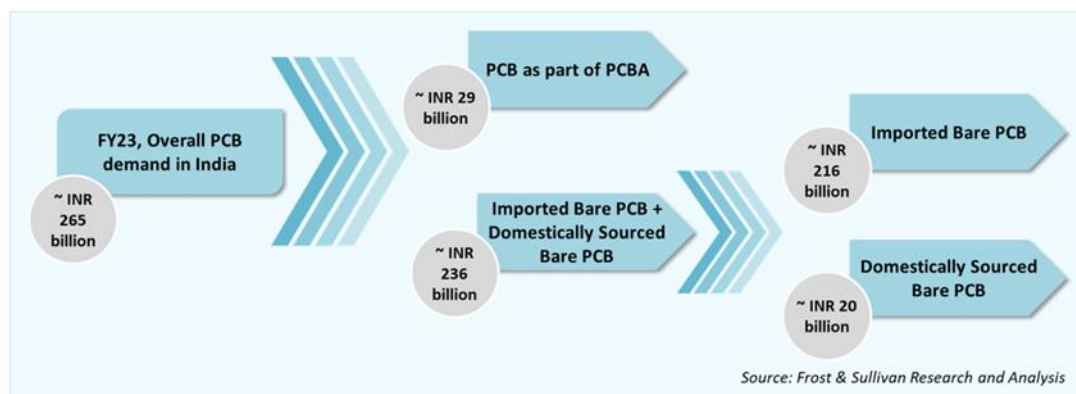 FY23, Overall PCB
demand in India
~ INR
265
billion
PCB as part of PCBA
~ INR 29
billion
Imported Bare PCB +
Domestically Sourced
Bare PCB
~ INR
236
billion
Imported Bare PCB
~ INR
216
billion
Domestically Sourced
Bare PCB
~ INR 20
billion
Source: Frost & Sullivan Research and Analysis